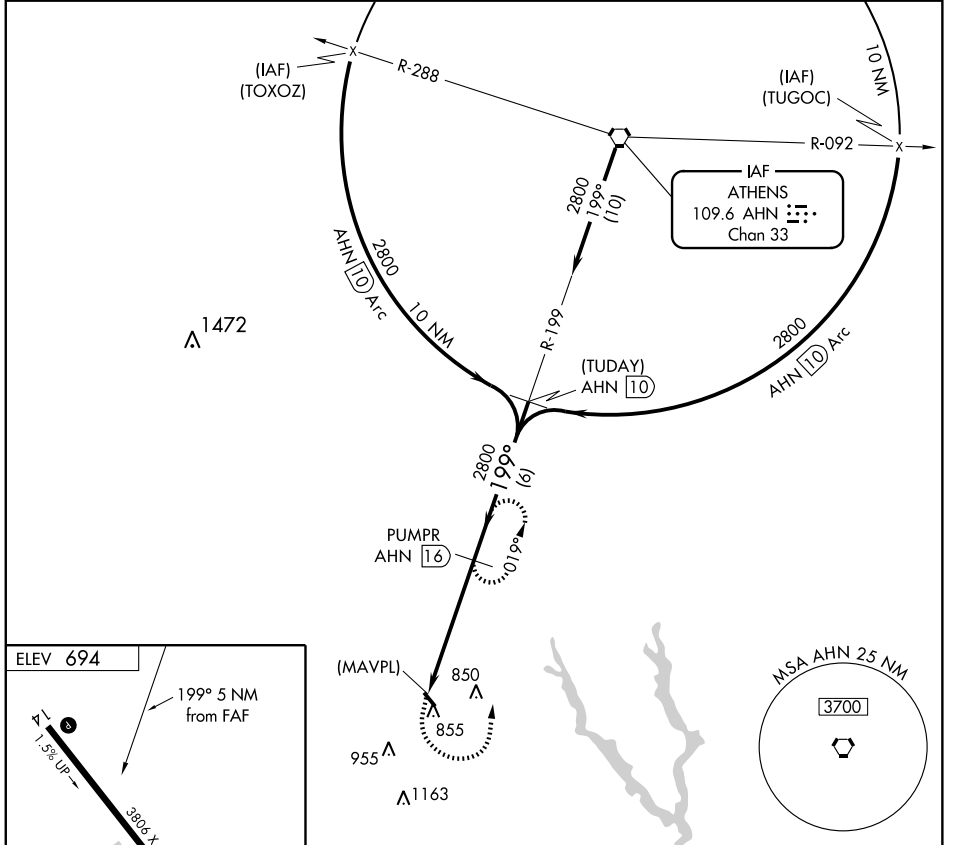 (IAF)
(TOXOZ)
R-288
10 NM
(IAF)
(TUGOC)
R-092
IAF
ATHENS
109.6 AHN
Chan 33
2800
199°
(10)
2800
AHN 10 Arc
10 NM
R-199
2800
AHN 10 Arc
1472
(TUDAY)
AHN 10
2800
199°
(6)
PUMPR
AHN 16
019°
(MAVPL)
850
855
955
1163
MSA AHN 25 NM
3700
ELEV 694
199° 5 NM
from FAF
14
P
1.5% UP
3806 X